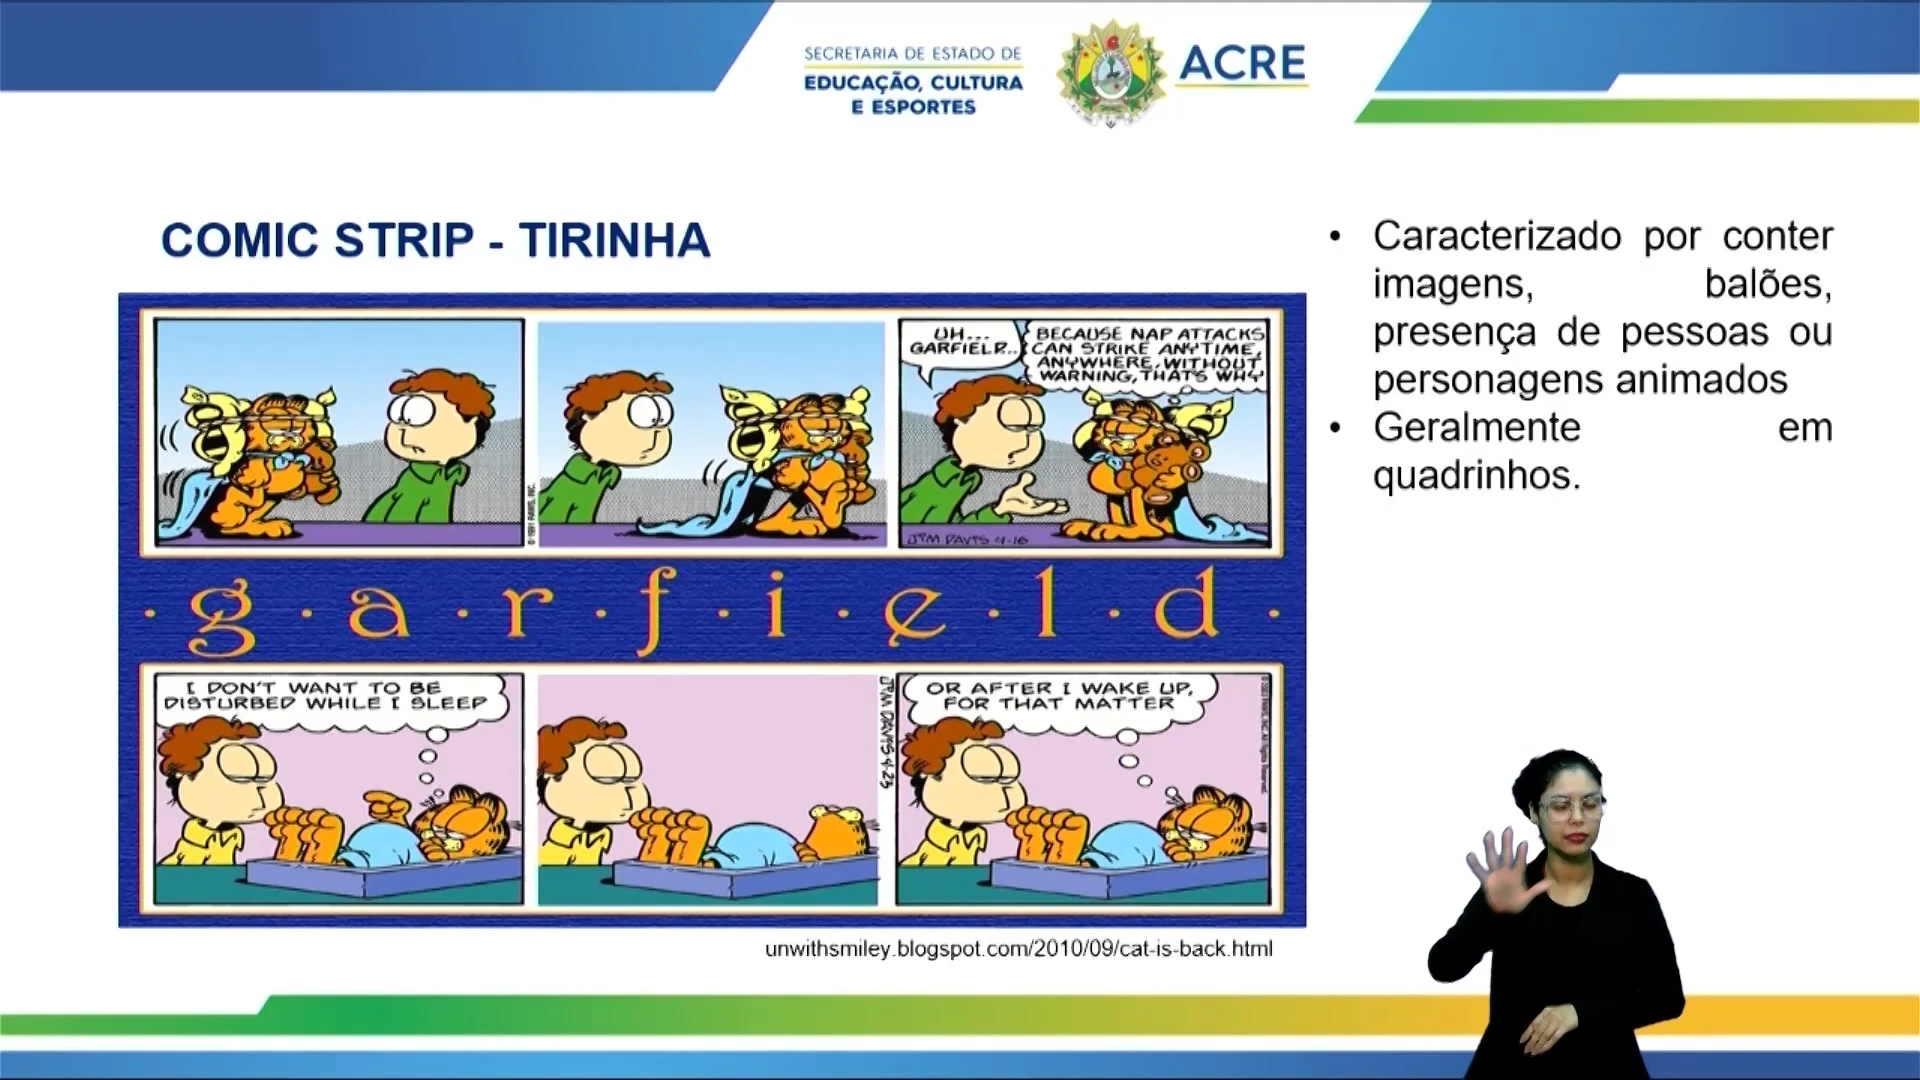 SECRETARIA DE ESTADO DE
EDUCAÇÃO, CULTURA
E ESPORTES
ACRE
COMIC STRIP - TIRINHA
UH...
GARFIELD...
BECAUSE NAP ATTACKS
CAN STRIKE ANYTIME,
ANYWHERE, WITHOUT
WARNING, THAT'S WHY
© 1991 PAWS, INC.
JIM DAVIS 4-16
·g·a·r·f·i·e·l·d·
I DON'T WANT TO BE
DISTURBED WHILE I SLEEP
JIM DAVIS 4-23
OR AFTER I WAKE UP,
FOR THAT MATTER
unwithsmiley.blogspot.com/2010/09/cat-is-back.html
• Caracterizado por conter
imagens, balões,
presença de pessoas ou
personagens animados
• Geralmente em
quadrinhos.